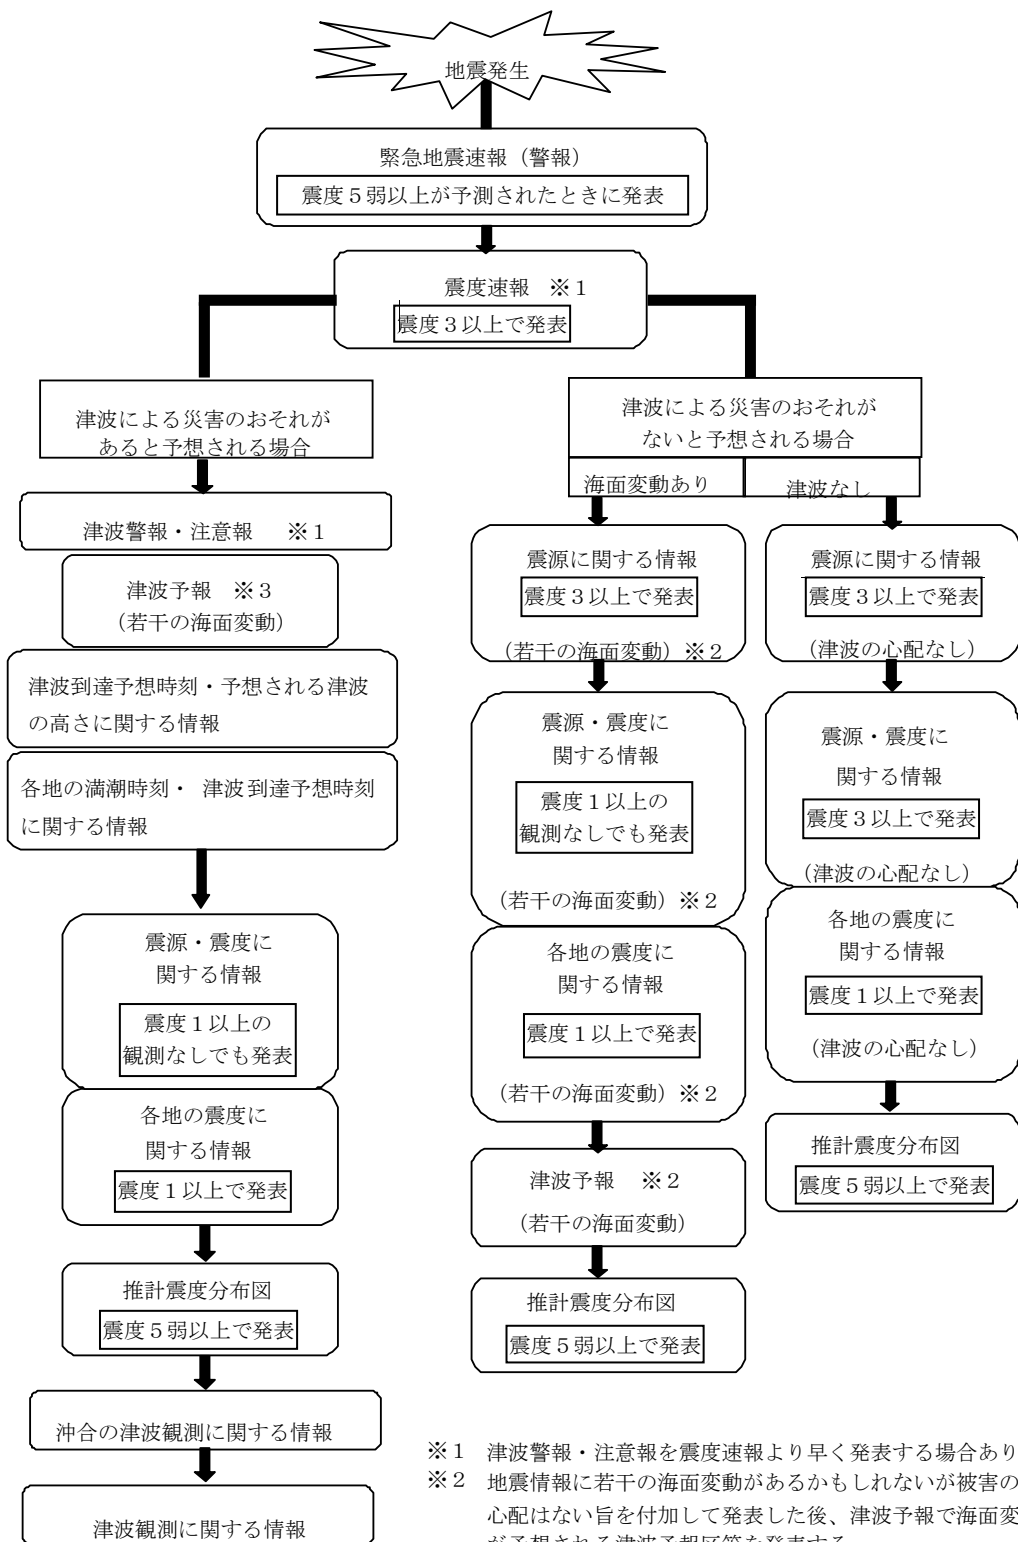 地震発生
緊急地震速報（警報）
震度５弱以上が予測されたときに発表
震度速報　※１
震度３以上で発表
津波による災害のおそれが
あると予想される場合
津波警報・注意報　※１
津波予報　※３
（若干の海面変動）
津波到達予想時刻・予想される津波
の高さに関する情報
各地の満潮時刻・ 津波到達予想時刻
に関する情報
震源・震度に
関する情報
震度１以上の
観測なしでも発表
各地の震度に
関する情報
震度１以上で発表
推計震度分布図
震度５弱以上で発表
沖合の津波観測に関する情報
津波観測に関する情報
津波による災害のおそれが
ないと予想される場合
海面変動あり
震源に関する情報
震度３以上で発表
（若干の海面変動）※２
震源・震度に
関する情報
震度１以上の
観測なしでも発表
（若干の海面変動）※２
各地の震度に
関する情報
震度１以上で発表
（若干の海面変動）※２
津波予報　※２
（若干の海面変動）
推計震度分布図
震度５弱以上で発表
津波なし
震源に関する情報
震度３以上で発表
（津波の心配なし）
震源・震度に
関する情報
震度３以上で発表
（津波の心配なし）
各地の震度に
関する情報
震度１以上で発表
（津波の心配なし）
推計震度分布図
震度５弱以上で発表
※１　津波警報・注意報を震度速報より早く発表する場合あり
※２　地震情報に若干の海面変動があるかもしれないが被害の
心配はない旨を付加して発表した後、津波予報で海面変
が予想される津波予報区等を発表する